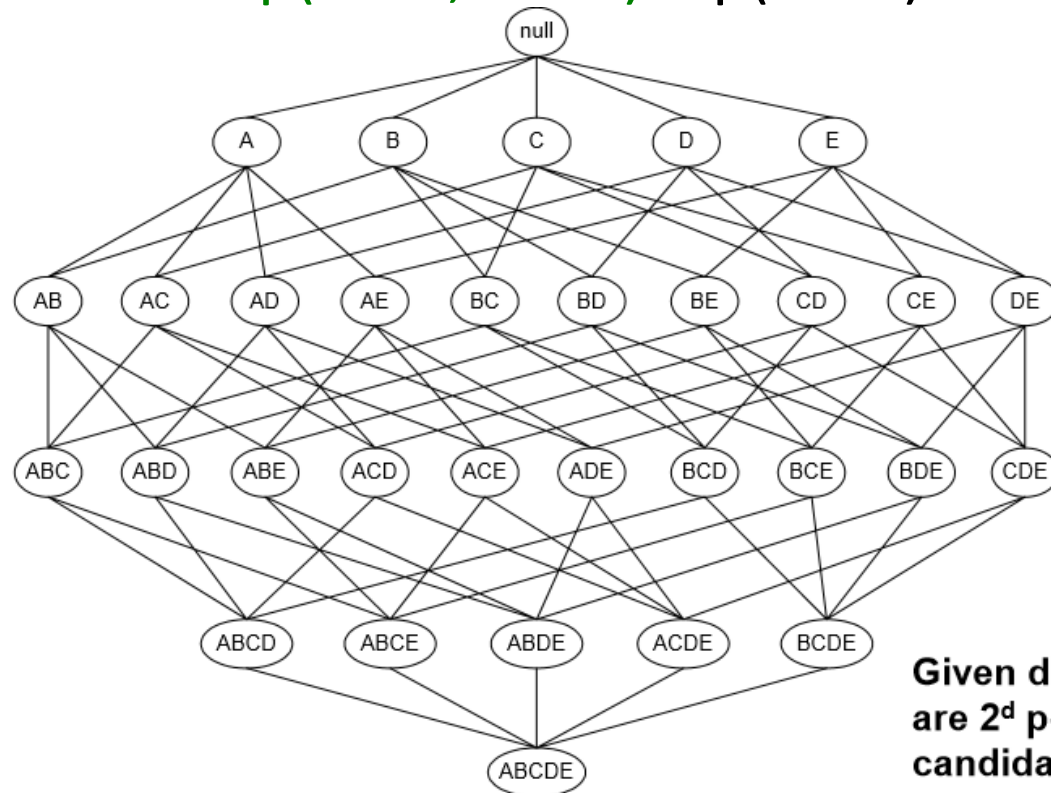 null
A B C D E
AB AC AD AE BC BD BE CD CE DE
ABC ABD ABE ACD ACE ADE BCD BCE BDE CDE
ABCD ABCE ABDE ACDE BCDE
Given d
are 2ᵈ p
candida
ABCDE